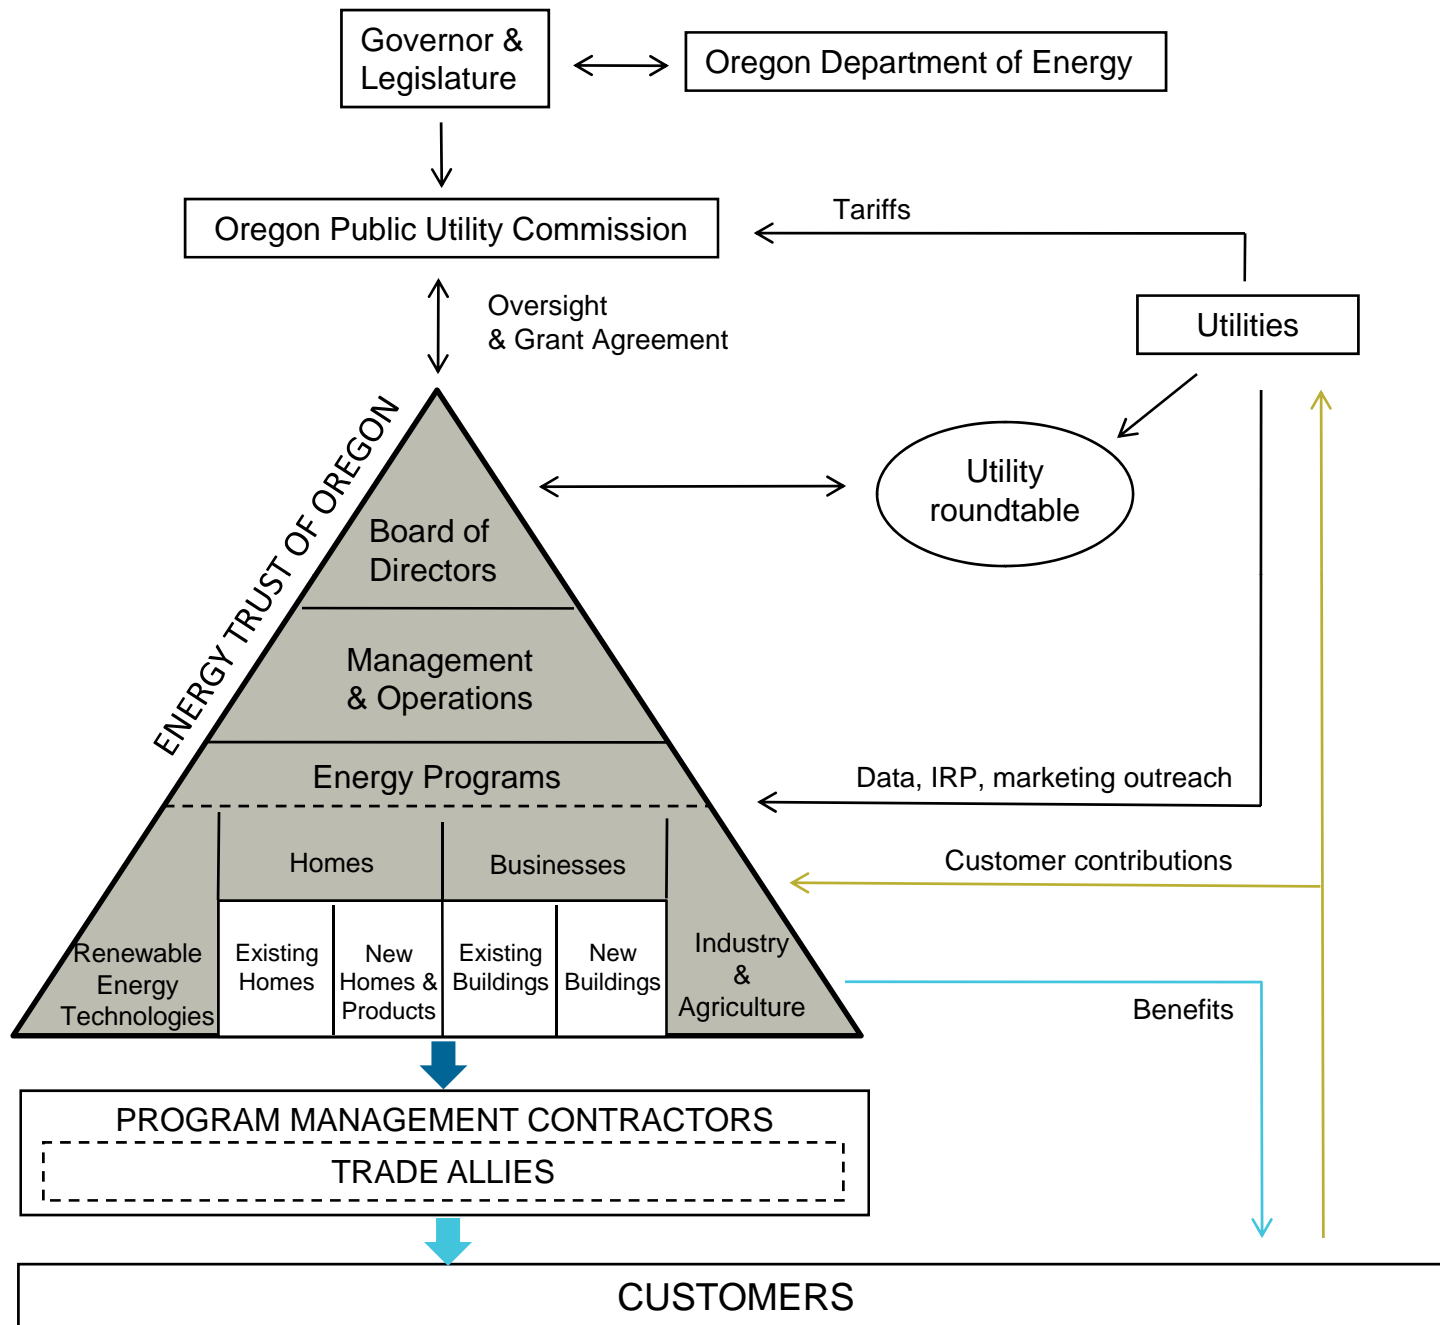 Governor &
Legislature
Oregon Department of Energy
Oregon Public Utility Commission
Tariffs
Oversight
& Grant Agreement
Utilities
ENERGY TRUST OF OREGON
Utility
roundtable
Board of
Directors
Management
& Operations
Energy Programs
Data, IRP, marketing outreach
Homes
Businesses
Customer contributions
Renewable
Energy
Technologies
Existing
Homes
New
Homes &
Products
Existing
Buildings
New
Buildings
Industry
&
Agriculture
Benefits
PROGRAM MANAGEMENT CONTRACTORS
TRADE ALLIES
CUSTOMERS